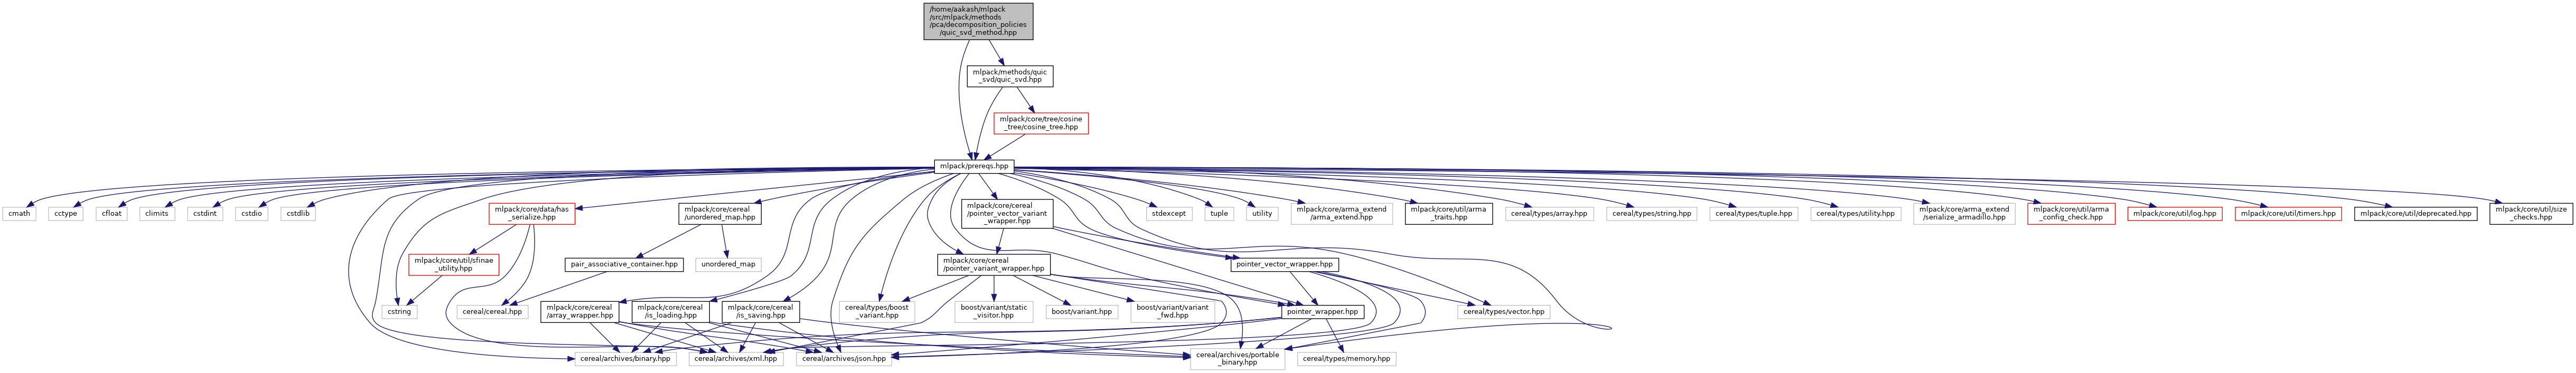 /home/aakash/mlpack
/src/mlpack/methods
/pca/decomposition_policies
/quic_svd_method.hpp
mlpack/methods/quic
_svd/quic_svd.hpp
mlpack/core/tree/cosine
_tree/cosine_tree.hpp
mlpack/prereqs.hpp
cmath
cctype
cfloat
climits
cstdint
cstdio
cstdlib
mlpack/core/data/has
_serialize.hpp
mlpack/core/cereal
/unordered_map.hpp
mlpack/core/cereal
/pointer_vector_variant
_wrapper.hpp
stdexcept
tuple
utility
mlpack/core/arma_extend
/arma_extend.hpp
mlpack/core/util/arma
_traits.hpp
cereal/types/array.hpp
cereal/types/string.hpp
cereal/types/tuple.hpp
cereal/types/utility.hpp
mlpack/core/arma_extend
/serialize_armadillo.hpp
mlpack/core/util/arma
_config_check.hpp
mlpack/core/util/log.hpp
mlpack/core/util/timers.hpp
mlpack/core/util/deprecated.hpp
mlpack/core/util/size
_checks.hpp
mlpack/core/util/sfinae
_utility.hpp
pair_associative_container.hpp
unordered_map
mlpack/core/cereal
/pointer_variant_wrapper.hpp
pointer_vector_wrapper.hpp
cstring
cereal/cereal.hpp
mlpack/core/cereal
/array_wrapper.hpp
mlpack/core/cereal
/is_loading.hpp
mlpack/core/cereal
/is_saving.hpp
cereal/types/boost
_variant.hpp
boost/variant/static
_visitor.hpp
boost/variant.hpp
boost/variant/variant
_fwd.hpp
pointer_wrapper.hpp
cereal/types/vector.hpp
cereal/archives/binary.hpp
cereal/archives/xml.hpp
cereal/archives/json.hpp
cereal/archives/portable
_binary.hpp
cereal/types/memory.hpp